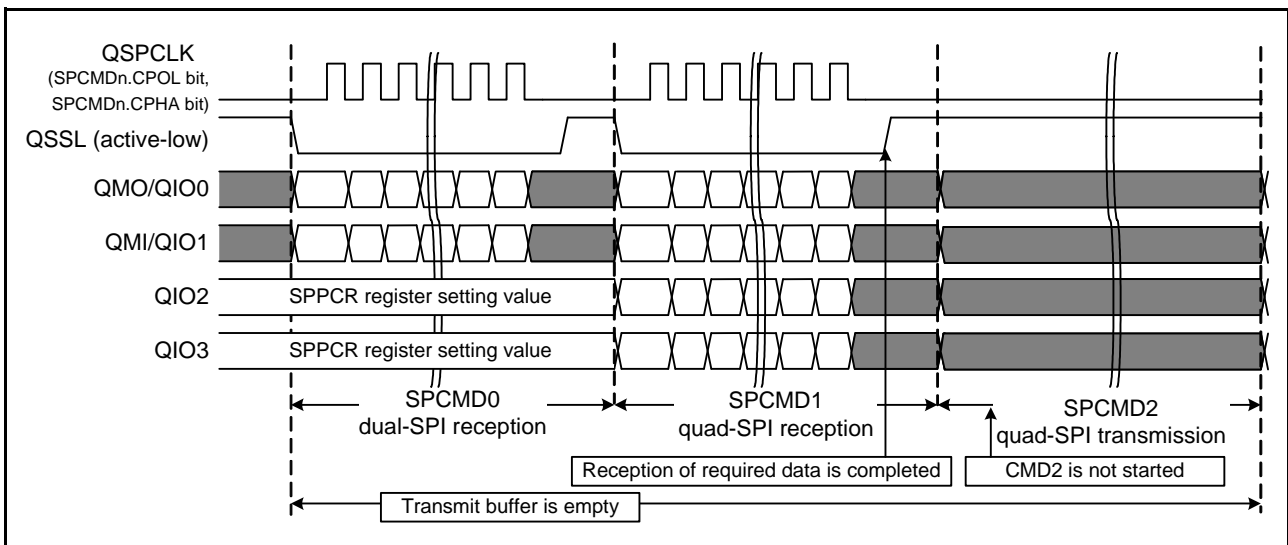 QSPCLK
(SPCMDn.CPOL bit,
SPCMDn.CPHA bit)
QSSL (active-low)
QMO/QIO0
QMI/QIO1
QIO2
SPPCR register setting value
QIO3
SPPCR register setting value
SPCMD0
dual-SPI reception
SPCMD1
quad-SPI reception
SPCMD2
quad-SPI transmission
Reception of required data is completed
CMD2 is not started
Transmit buffer is empty